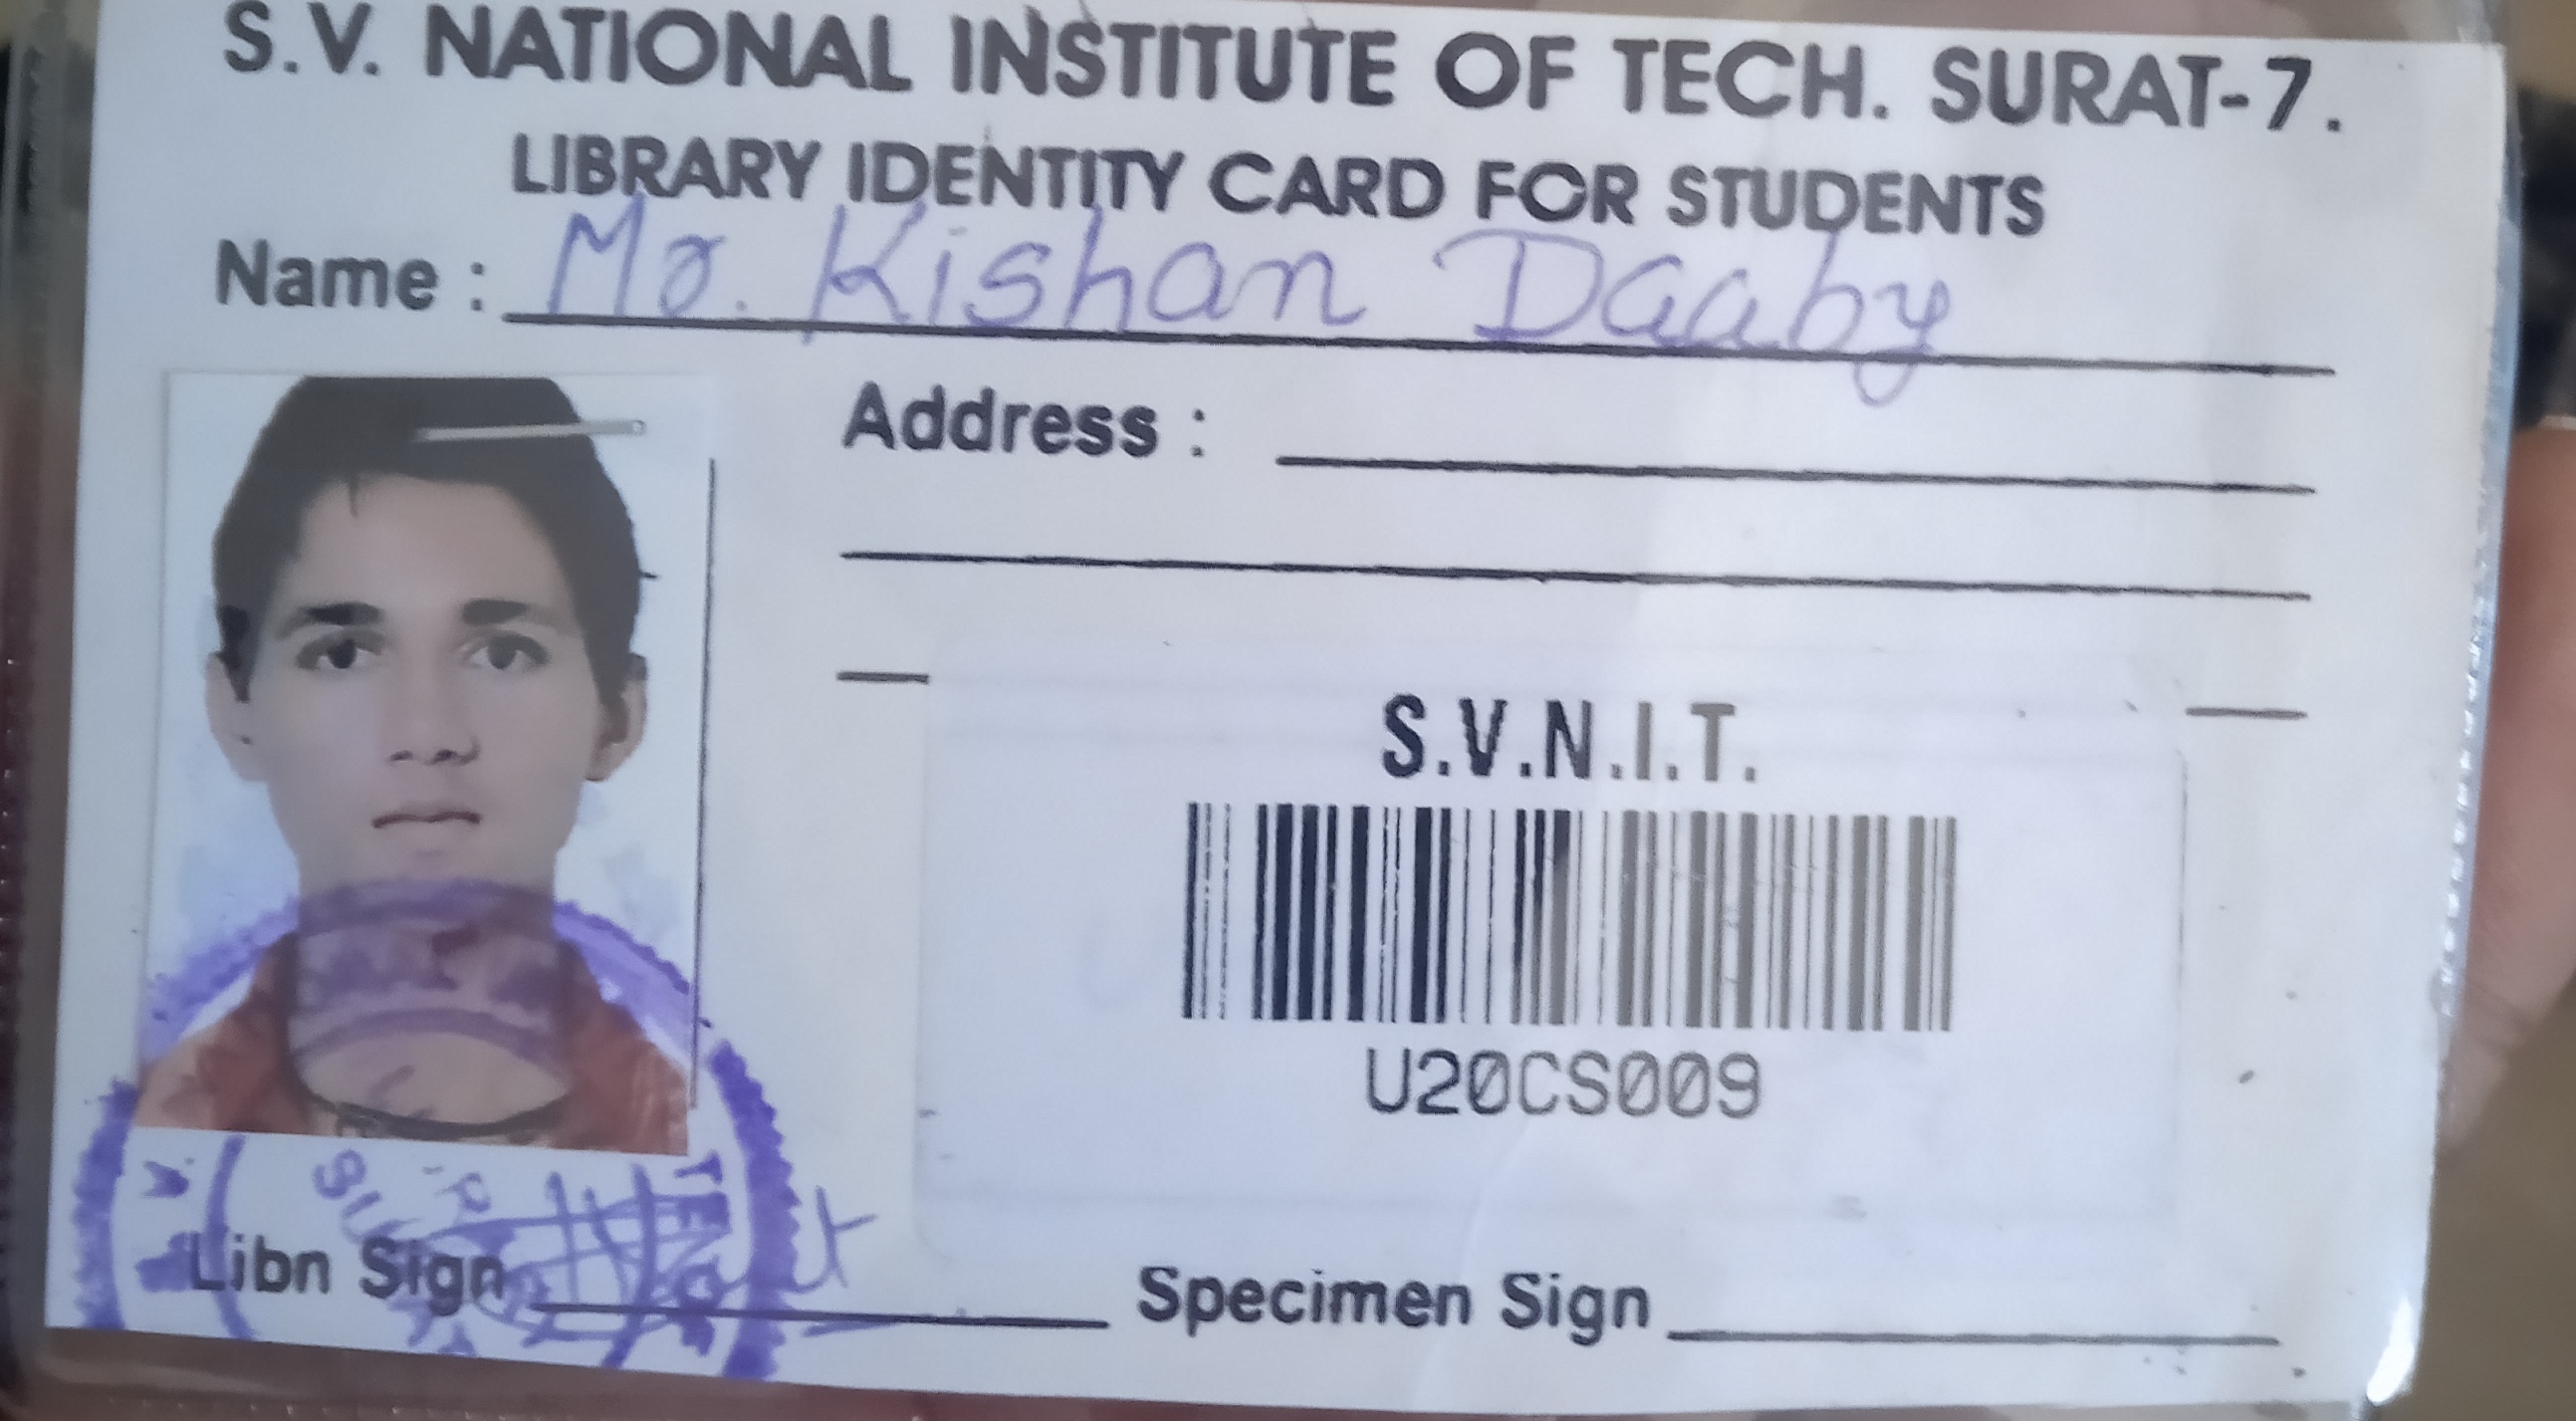 S.V. NATIONAL INSTITUTE OF TECH. SURAT-7.
LIBRARY IDENTITY CARD FOR STUDENTS
Name : Mr. Kishan Daaby
Address :
S.V.N.I.T.
U20CS009
Libn Sign
Specimen Sign